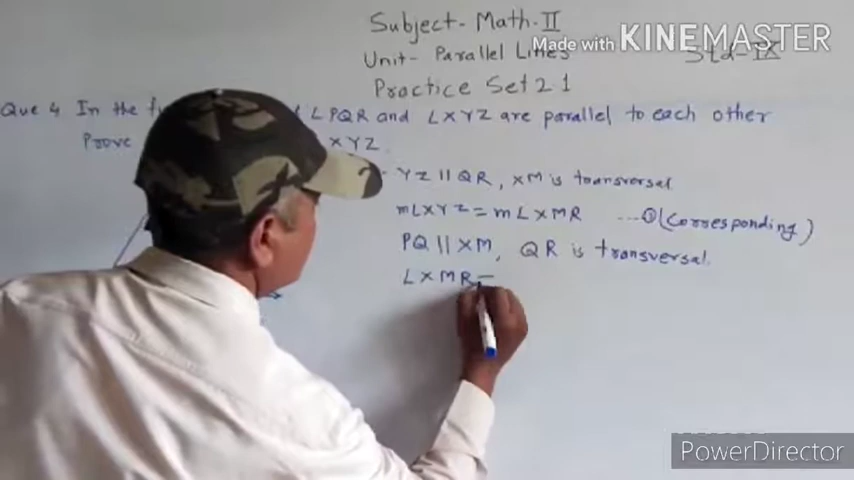 Subject- Math-II
Unit- Parallel Lines
Made with KINEMASTER
Std-IX
Practice Set 2.1
Que 4 In the ∠PQR and ∠XYZ are parallel to each other
Prove XYZ
YZ || QR, XM is transversal
m∠XYZ = m∠XMR ...① (Corresponding)
PQ || XM, QR is transversal.
∠XMR=
PowerDirector